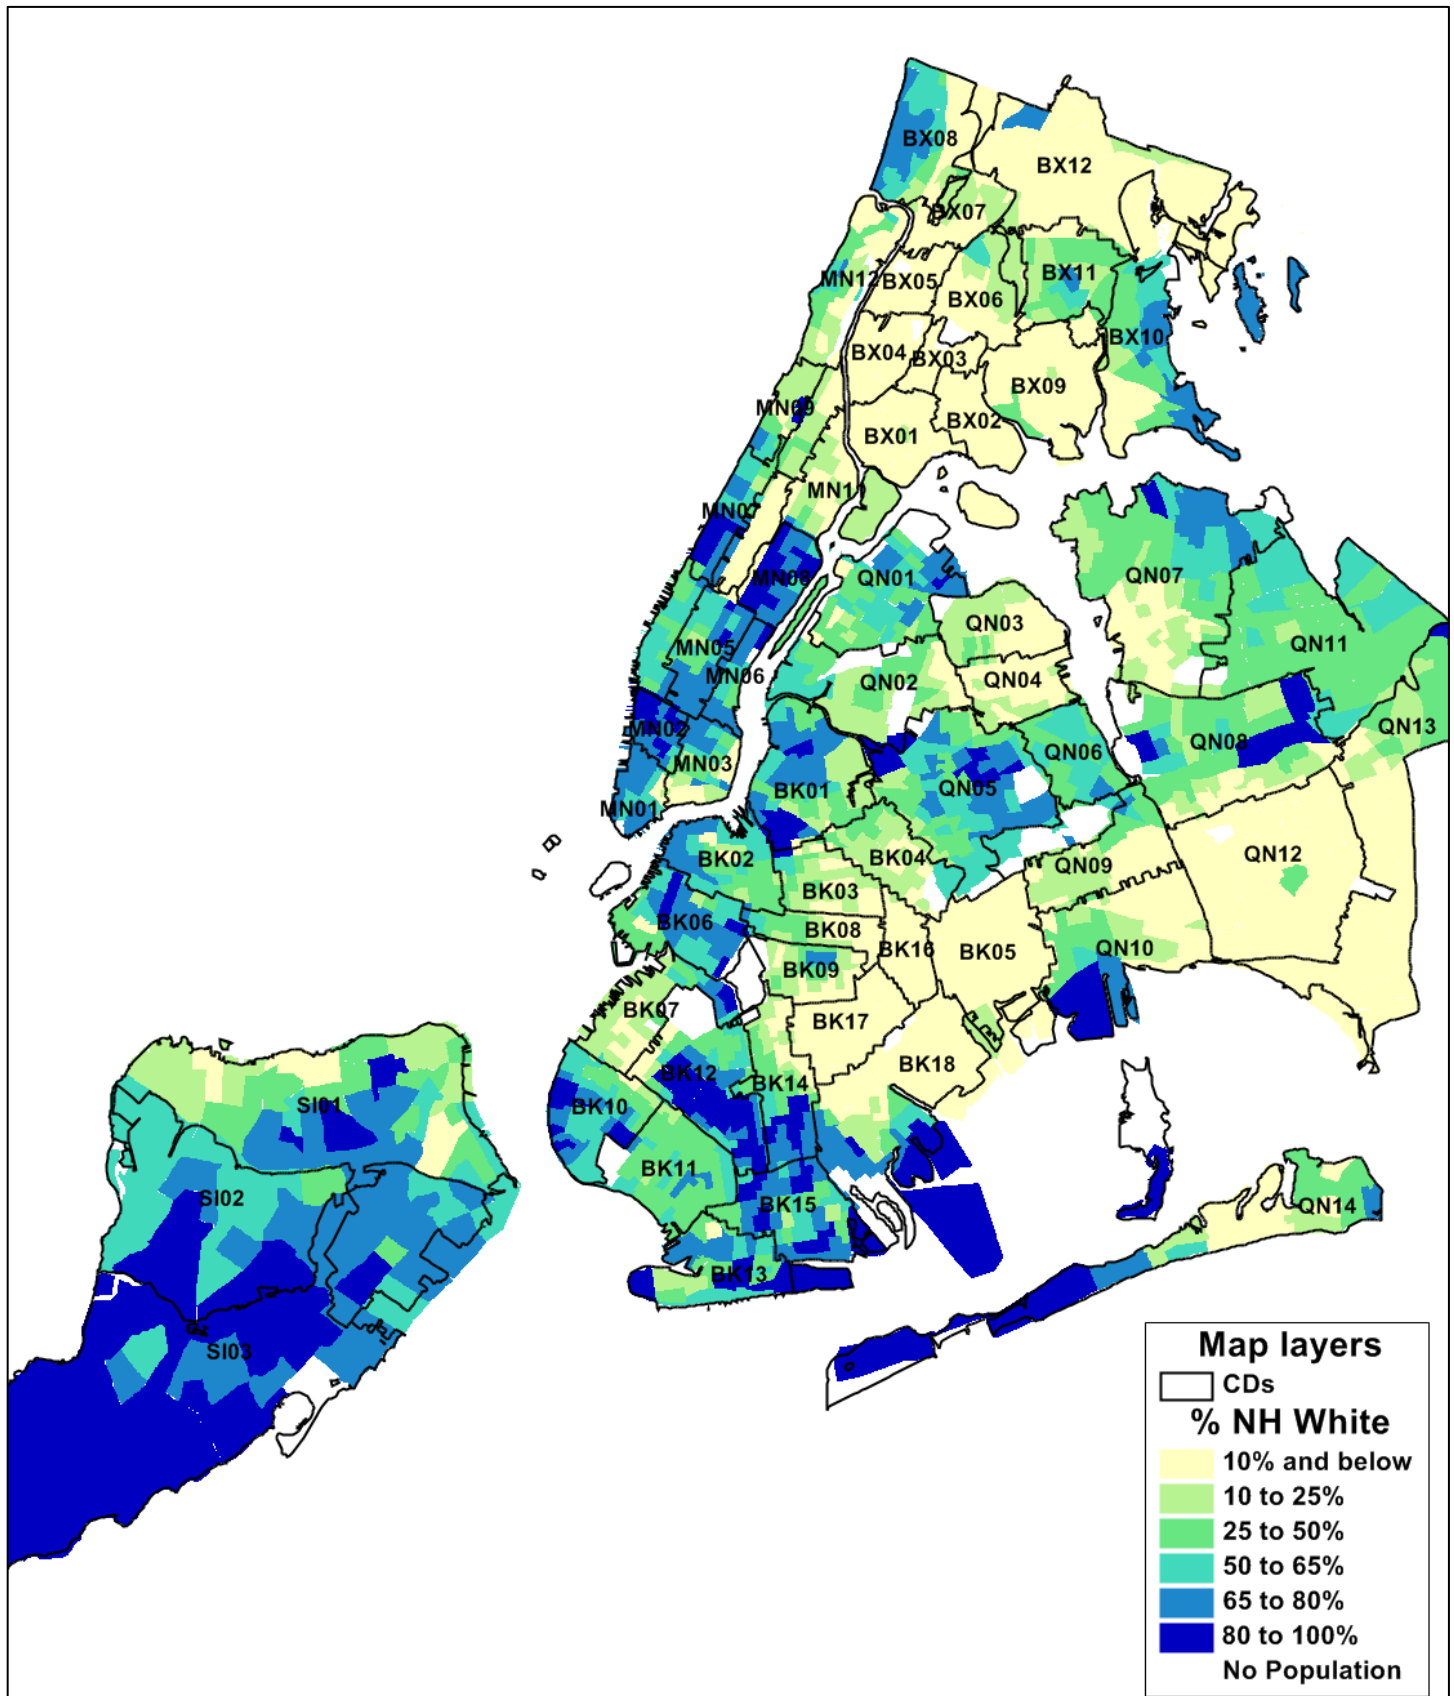 BX08
BX12
BX07
MN12
BX05
BX11
BX06
BX10
BX04
BX03
BX09
MN09
BX02
BX01
MN11
MN07
MN08
QN01
QN07
QN03
QN11
MN05
MN06
QN02
QN04
QN13
MN02
QN08
QN06
MN03
BK01
QN05
MN01
BK02
BK04
QN09
QN12
BK03
BK06
BK08
BK16
BK05
QN10
BK09
BK07
BK17
BK18
BK12
BK14
SI01
BK10
BK11
SI02
BK15
QN14
BK13
SI03
Map layers
CDs
% NH White
10% and below
10 to 25%
25 to 50%
50 to 65%
65 to 80%
80 to 100%
No Population